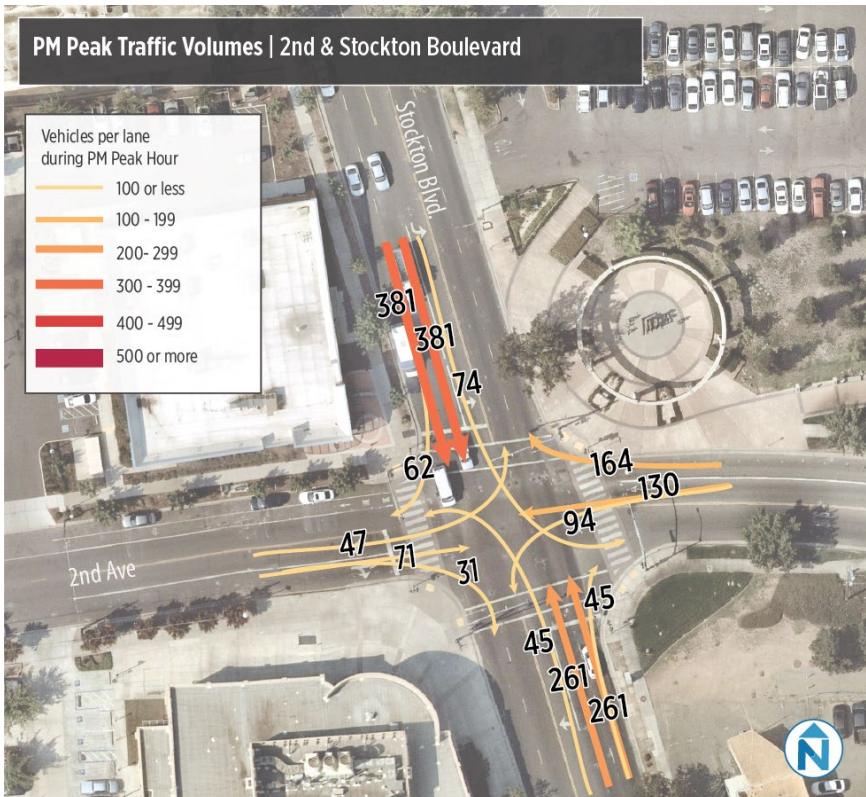 PM Peak Traffic Volumes | 2nd & Stockton Boulevard
Vehicles per lane
during PM Peak Hour
100 or less
100 - 199
200- 299
300 - 399
400 - 499
500 or more
Stockton Blvd.
381
381
74
62
164
130
94
47
71
31
2nd Ave
45
45
261
261
N